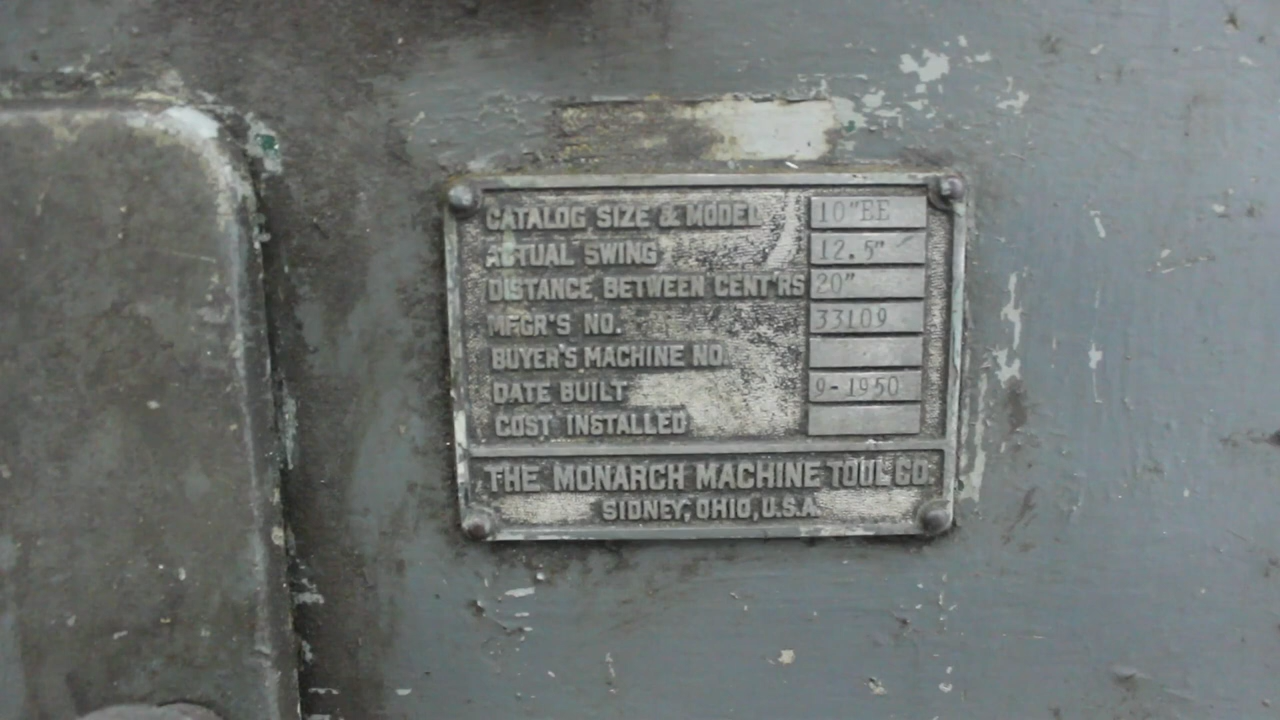 CATALOG SIZE & MODEL 10"EE
ACTUAL SWING 12.5"
DISTANCE BETWEEN CENT'RS 20"
MFGR'S NO. 33109
BUYER'S MACHINE NO.
DATE BUILT 9-1950
COST INSTALLED
THE MONARCH MACHINE TOOL CO.
SIDNEY, OHIO, U.S.A.